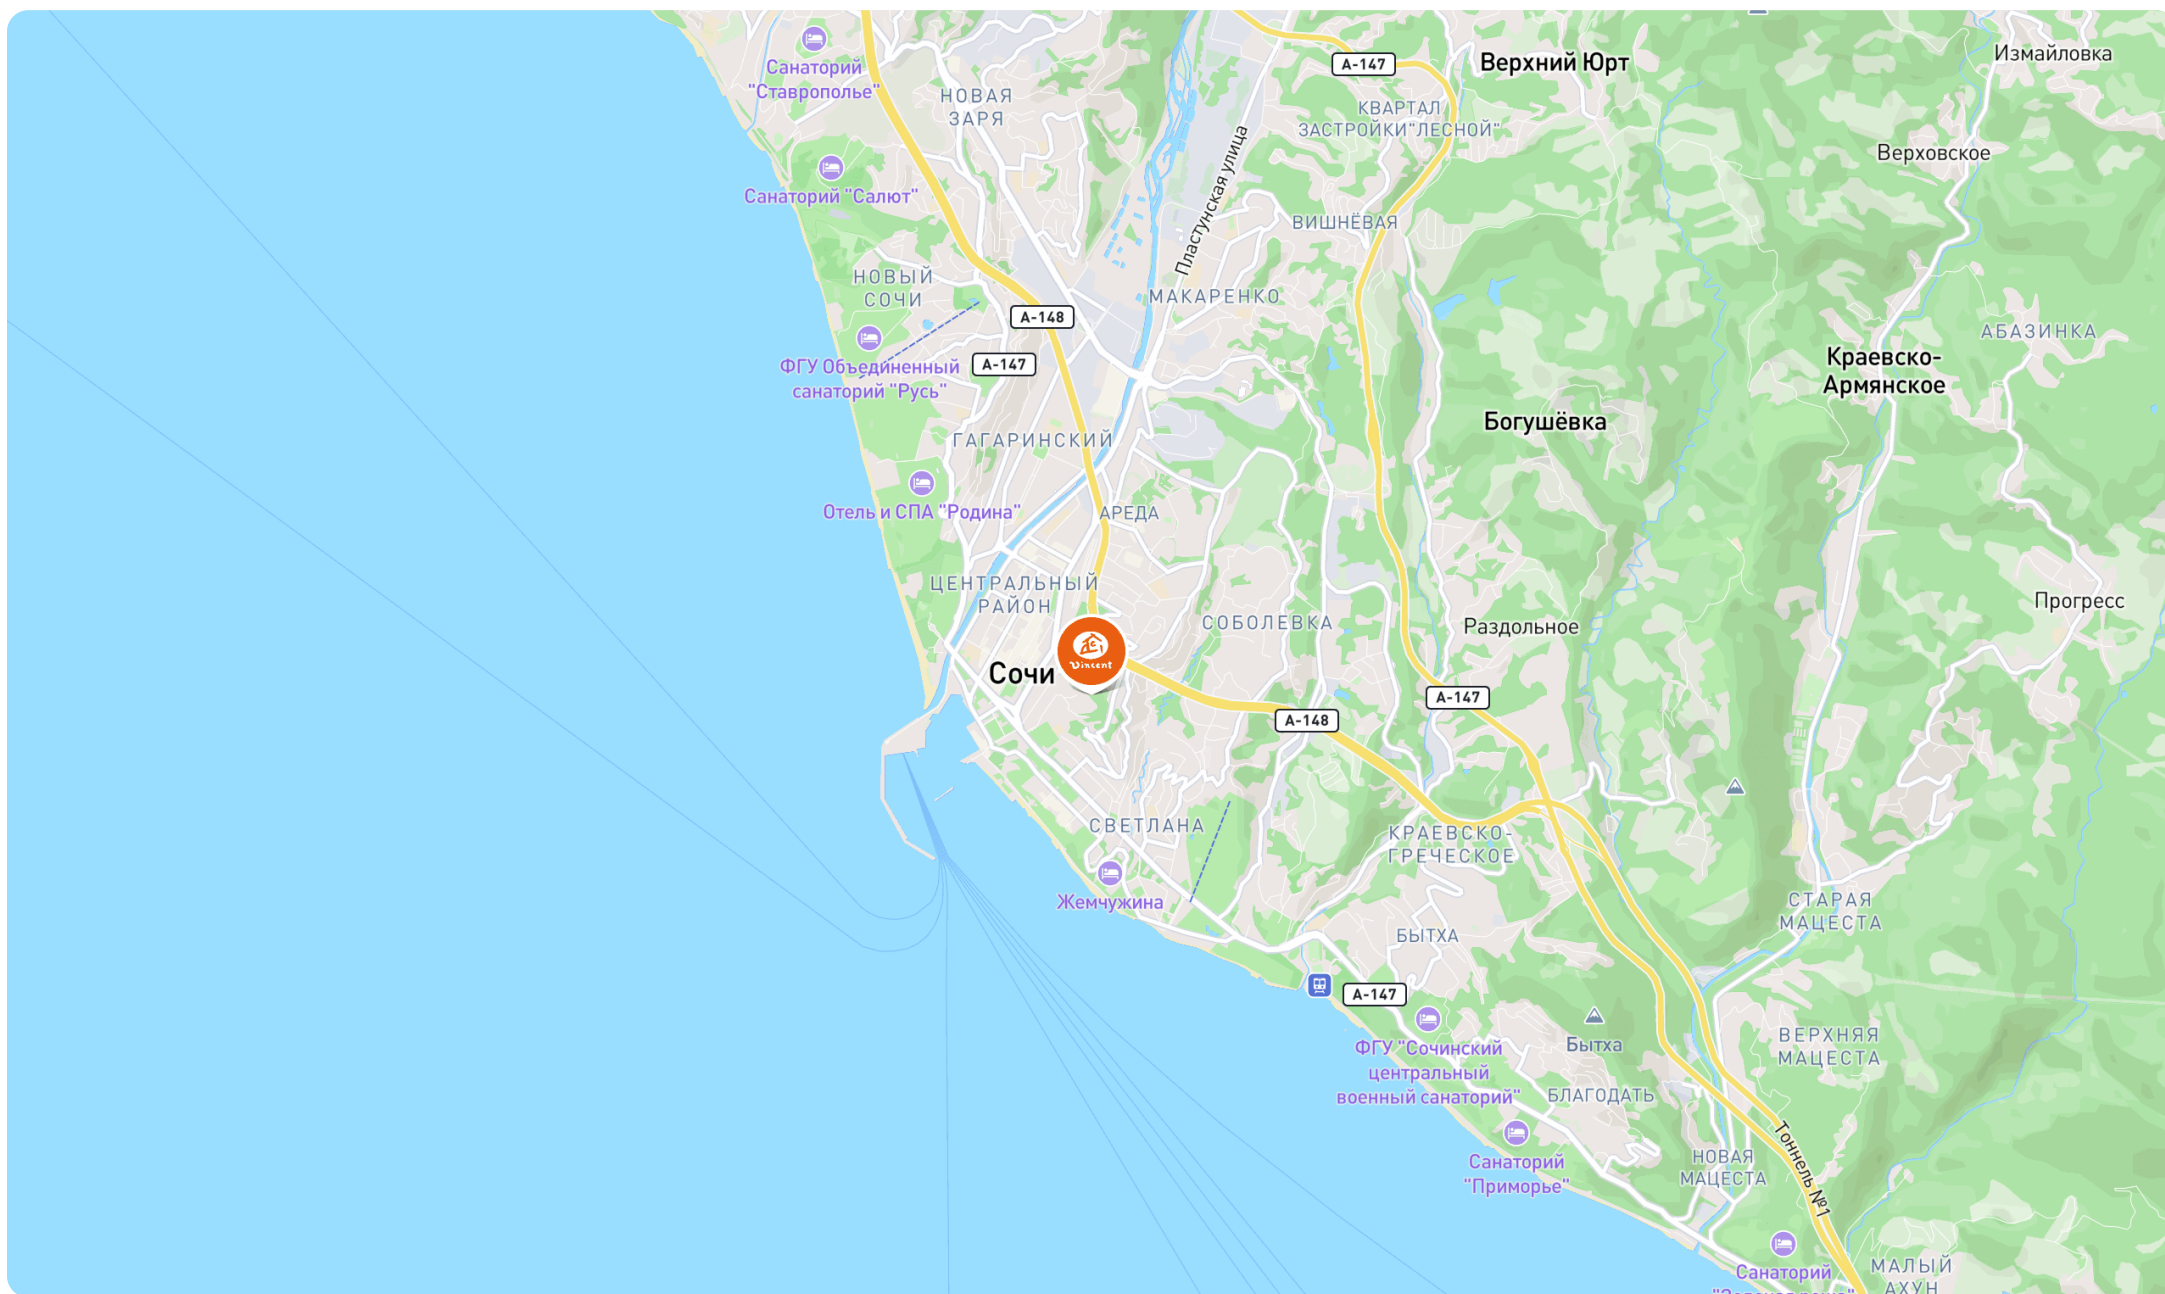 Санаторий
"Ставрополье"
НОВАЯ
ЗАРЯ
А-147
Верхний Юрт
Измайловка
КВАРТАЛ
ЗАСТРОЙКИ"ЛЕСНОЙ"
Пластунская улица
Верховское
Санаторий "Салют"
ВИШНЁВАЯ
НОВЫЙ
СОЧИ
МАКАРЕНКО
А-148
АБАЗИНКА
ФГУ Объединенный
санаторий "Русь"
А-147
Краевско-
Армянское
Богушёвка
ГАГАРИНСКИЙ
Отель и СПА "Родина"
АРЕДА
ЦЕНТРАЛЬНЫЙ
РАЙОН
СОБОЛЕВКА
Раздольное
Прогресс
Vincent
Сочи
А-148
А-147
СВЕТЛАНА
КРАЕВСКО-
ГРЕЧЕСКОЕ
Жемчужина
СТАРАЯ
МАЦЕСТА
БЫТХА
А-147
ФГУ "Сочинский
центральный
военный санаторий"
Бытха
ВЕРХНЯЯ
МАЦЕСТА
БЛАГОДАТЬ
Санаторий
"Приморье"
НОВАЯ
МАЦЕСТА
Тоннель №1
Санаторий
МАЛЫЙ
АХУН